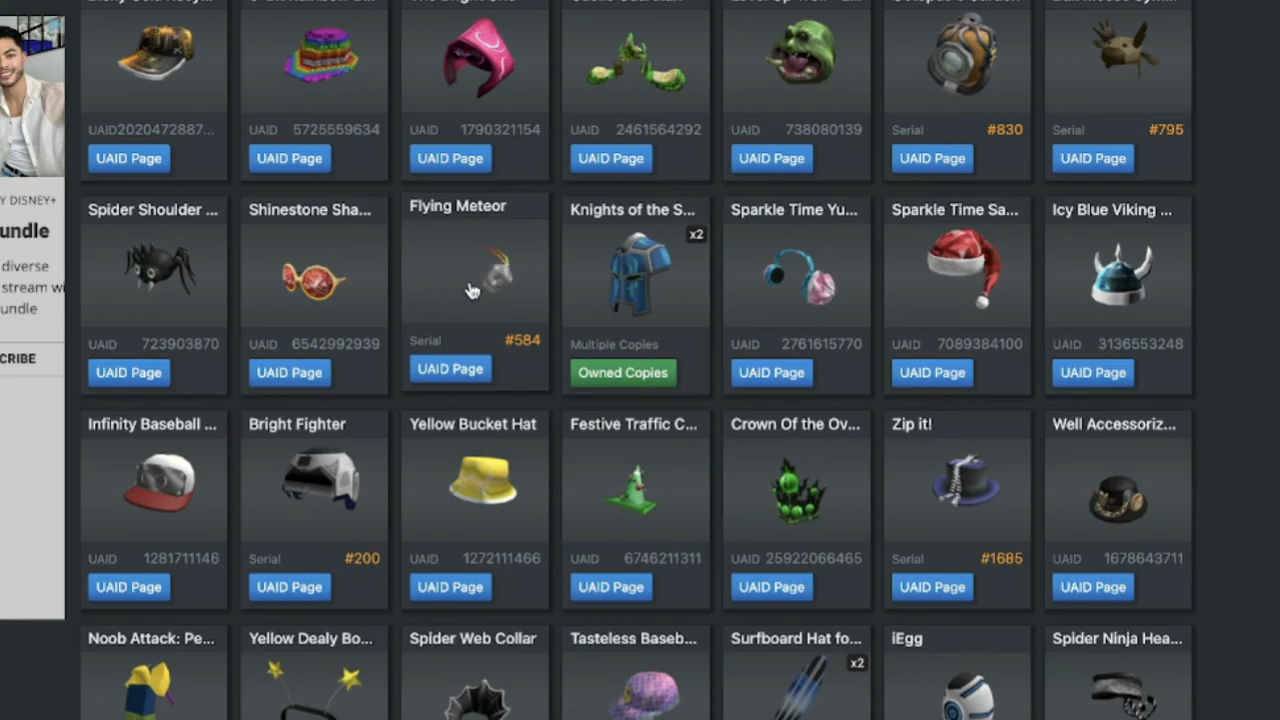 UAID2020472887...
UAID 5725559634
UAID 1790321154
UAID 2461564292
UAID 738080139
Serial #830
Serial #795
UAID Page
UAID Page
UAID Page
UAID Page
UAID Page
UAID Page
UAID Page
Y DISNEY+
undle
diverse
stream wi
undle
CRIBE
Spider Shoulder ...
Shinestone Sha...
Flying Meteor
Knights of the S...
Sparkle Time Yu...
Sparkle Time Sa...
Icy Blue Viking ...
x2
UAID 723903870
UAID 6542992939
Serial #584
Multiple Copies
UAID 2761615770
UAID 7089384100
UAID 3136553248
UAID Page
UAID Page
UAID Page
Owned Copies
UAID Page
UAID Page
UAID Page
Infinity Baseball ...
Bright Fighter
Yellow Bucket Hat
Festive Traffic C...
Crown Of the Ov...
Zip it!
Well Accessoriz...
UAID 1281711146
Serial #200
UAID 1272111466
UAID 6746211311
UAID 25922066465
Serial #1685
UAID 1678643711
UAID Page
UAID Page
UAID Page
UAID Page
UAID Page
UAID Page
UAID Page
Noob Attack: Pe...
Yellow Dealy Bo...
Spider Web Collar
Tasteless Baseb...
Surfboard Hat fo...
iEgg
Spider Ninja Hea...
x2